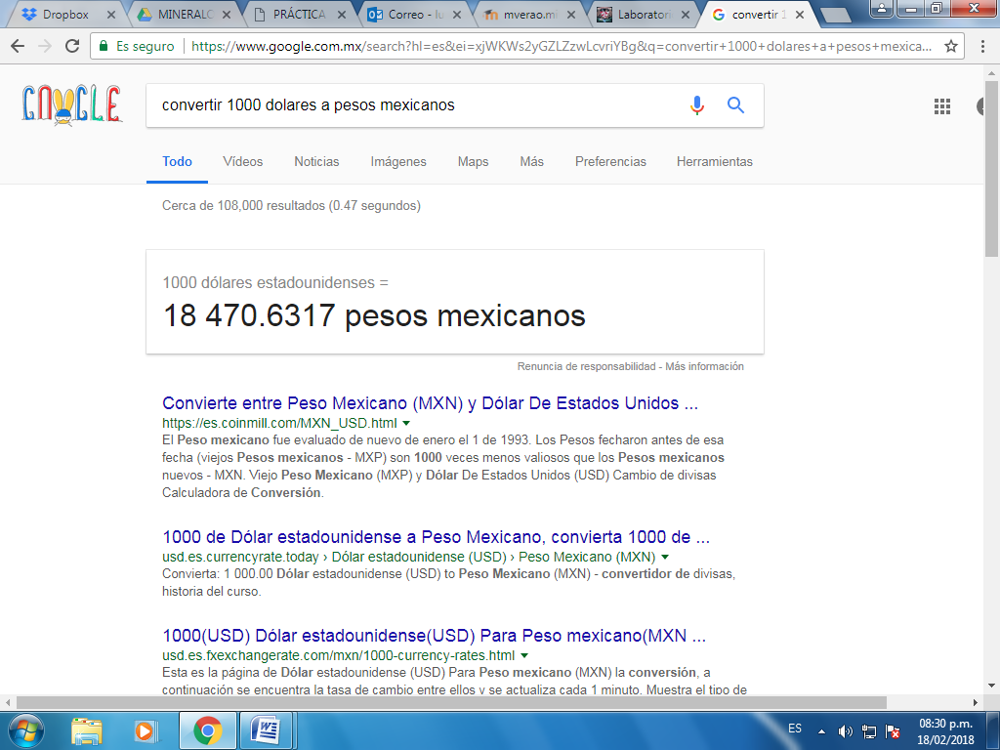 Dropbox
MINERALC
PRÁCTICA
Correo - lu
mverao.mi
Laboratori
convertir 1
Es seguro
https://www.google.com.mx/search?hl=es&ei=xjWKWs2yGZLZzwLcvriYBg&q=convertir+1000+dolares+a+pesos+mexica...
convertir 1000 dolares a pesos mexicanos
Todo Vídeos Noticias Imágenes Maps Más Preferencias Herramientas
Cerca de 108,000 resultados (0.47 segundos)
1000 dólares estadounidenses =
18 470.6317 pesos mexicanos
Renuncia de responsabilidad - Más información
Convierte entre Peso Mexicano (MXN) y Dólar De Estados Unidos ...
https://es.coinmill.com/MXN_USD.html
El Peso mexicano fue evaluado de nuevo de enero el 1 de 1993. Los Pesos fecharon antes de esa
fecha (viejos Pesos mexicanos - MXP) son 1000 veces menos valiosos que los Pesos mexicanos
nuevos - MXN. Viejo Peso Mexicano (MXP) y Dólar De Estados Unidos (USD) Cambio de divisas
Calculadora de Conversión.
1000 de Dólar estadounidense a Peso Mexicano, convierta 1000 de ...
usd.es.currencyrate.today › Dólar estadounidense (USD) › Peso Mexicano (MXN)
Convierta: 1 000.00 Dólar estadounidense (USD) to Peso Mexicano (MXN) - convertidor de divisas,
historia del curso.
1000(USD) Dólar estadounidense(USD) Para Peso mexicano(MXN ...
usd.es.fxexchangerate.com/mxn/1000-currency-rates.html
Esta es la página de Dólar estadounidense (USD) Para Peso mexicano (MXN) la conversión, a
continuación se encuentra la tasa de cambio entre ellos y se actualiza cada 1 minuto. Muestra el tipo de
ES
08:30 p.m.
18/02/2018